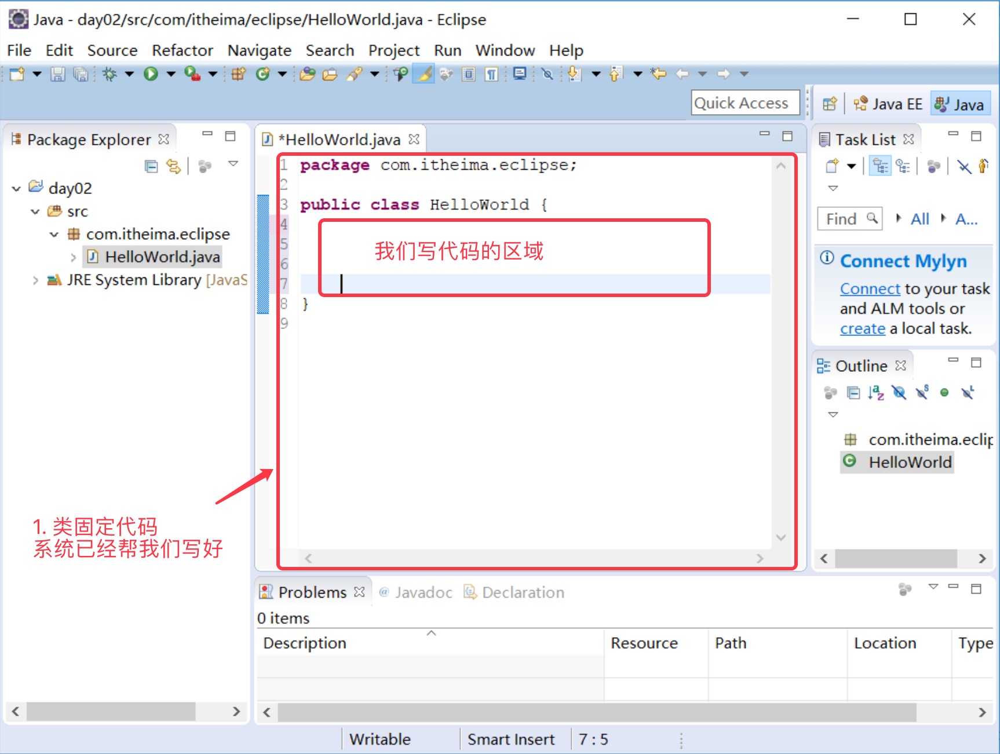 Java - day02/src/com/itheima/eclipse/HelloWorld.java - Eclipse
File Edit Source Refactor Navigate Search Project Run Window Help
Quick Access
Java EE
Java
Package Explorer
day02
src
com.itheima.eclipse
HelloWorld.java
JRE System Library [JavaS
*HelloWorld.java
1 package com.itheima.eclipse;
2
3 public class HelloWorld {
4
5
6
7
8 }
9
我们写代码的区域
1. 类固定代码
系统已经帮我们写好
Task List
Find
All
A...
Connect Mylyn
Connect to your task
and ALM tools or
create a local task.
Outline
com.itheima.eclip
HelloWorld
Problems
@ Javadoc
Declaration
0 items
Description Resource Path Location Type
Writable Smart Insert 7 : 5